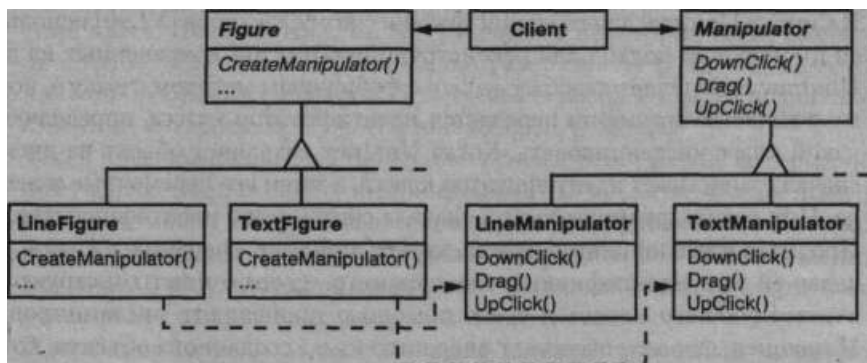 Figure
Client
Manipulator
CreateManipulator()
...
DownClick()
Drag()
UpClick()
LineFigure
TextFigure
LineManipulator
TextManipulator
CreateManipulator()
CreateManipulator()
DownClick()
Drag()
UpClick()
DownClick()
Drag()
UpClick()